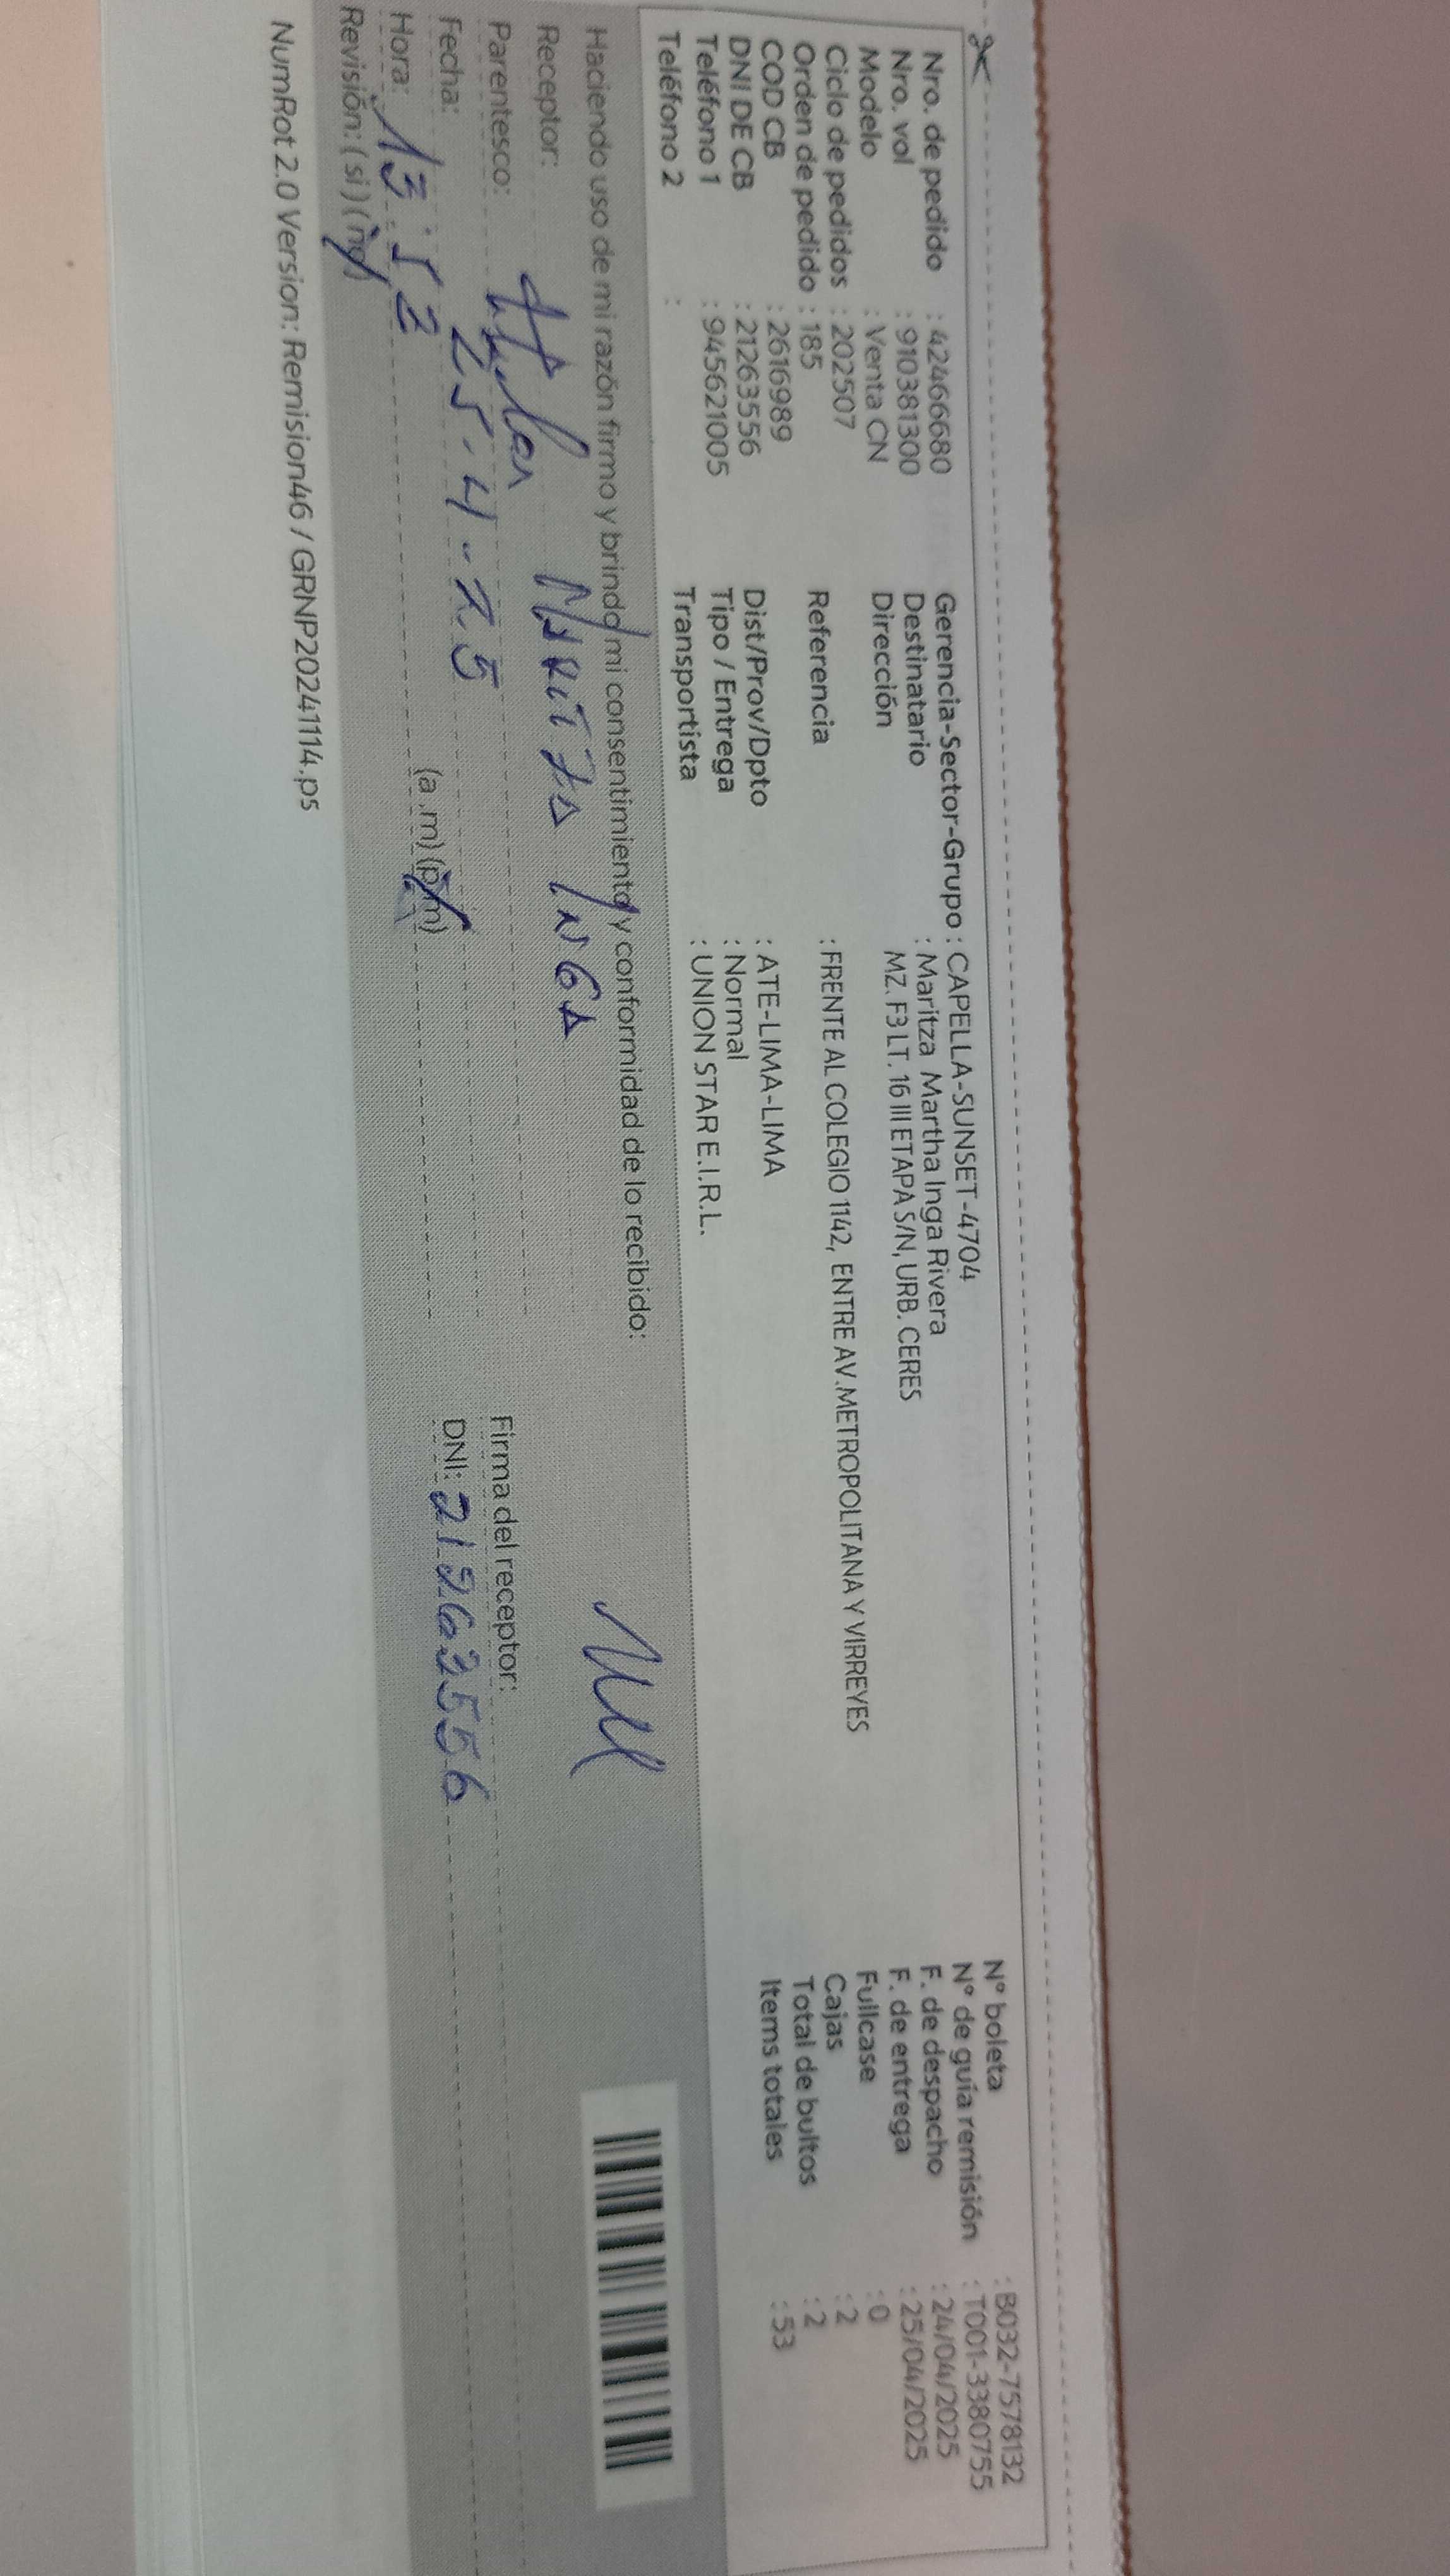 Nro. de pedido : 42466680
Nro. vol : 910381300
Modelo : Venta CN
Ciclo de pedidos : 202507
Orden de pedido : 185
COD CB : 2616989
DNI DE CB : 21263556
Teléfono 1 : 945621005
Teléfono 2 :
Gerencia-Sector-Grupo : CAPELLA-SUNSET-4704
Destinatario : Maritza Martha Inga Rivera
Dirección MZ. F3 LT. 16 III ETAPA S/N, URB. CERES
Referencia : FRENTE AL COLEGIO 1142, ENTRE AV.METROPOLITANA Y VIRREYES
Dist/Prov/Dpto : ATE-LIMA-LIMA
Tipo / Entrega : Normal
Transportista : UNION STAR E.I.R.L.
N° boleta : B032-7578132
N° de guía remisión : T001-3380755
F. de despacho : 24/04/2025
F. de entrega : 25/04/2025
Fullcase : 0
Cajas : 2
Total de bultos : 2
Items totales : 53
Haciendo uso de mi razón firmo y brindo mi consentimiento y conformidad de lo recibido:
Receptor: MARITZA INGA
Parentesco: titular
Fecha: 25-4-25
Hora: 13:52 (a.m) (p.m)
Revisión: (si) (no)
Firma del receptor:
DNI: 21263556
NumRot 2.0 Version: Remision46 / GRNP20241114.ps